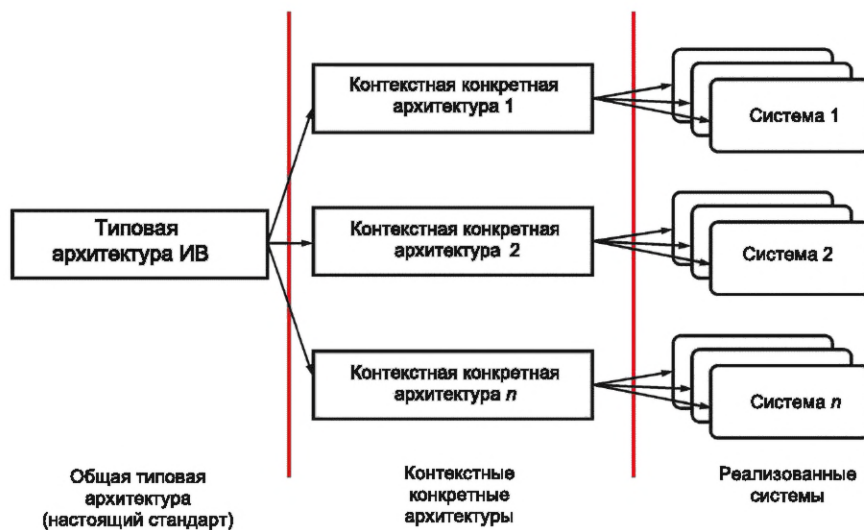 Контекстная конкретная
архитектура 1
Система 1
Типовая
архитектура ИВ
Контекстная конкретная
архитектура 2
Система 2
Контекстная конкретная
архитектура n
Система n
Общая типовая
архитектура
(настоящий стандарт)
Контекстные
конкретные
архитектуры
Реализованные
системы